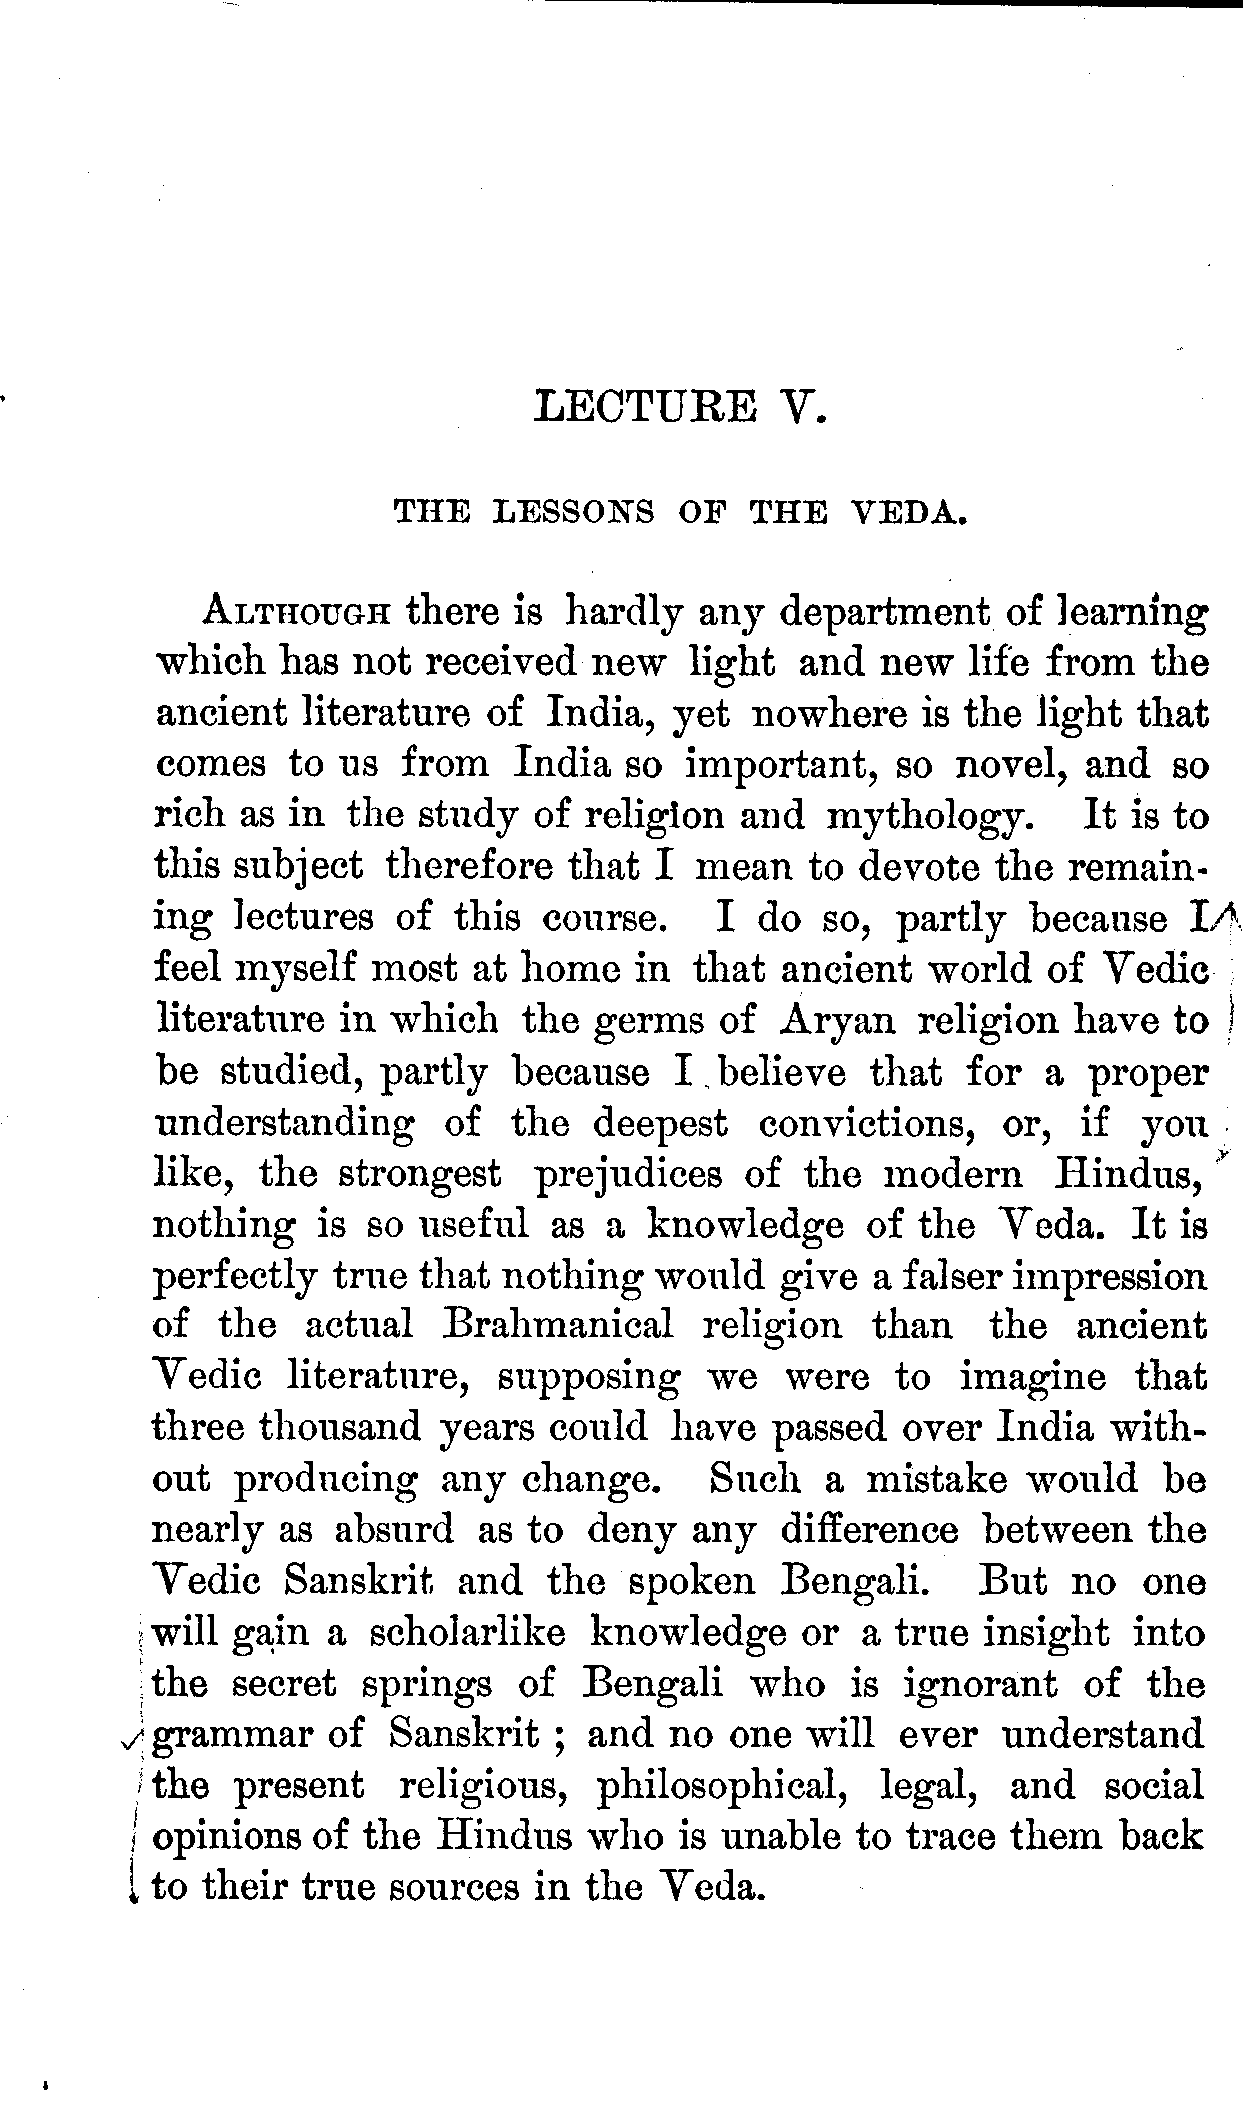 LECTURE V.
THE LESSONS OF THE VEDA.
ALTHOUGH there is hardly any department of learning
which has not received new light and new life from the
ancient literature of India, yet nowhere is the light that
comes to us from India so important, so novel, and so
rich as in the study of religion and mythology. It is to
this subject therefore that I mean to devote the remain-
ing lectures of this course. I do so, partly because I
feel myself most at home in that ancient world of Vedic
literature in which the germs of Aryan religion have to
be studied, partly because I believe that for a proper
understanding of the deepest convictions, or, if you
like, the strongest prejudices of the modern Hindus,
nothing is so useful as a knowledge of the Veda. It is
perfectly true that nothing would give a falser impression
of the actual Brahmanical religion than the ancient
Vedic literature, supposing we were to imagine that
three thousand years could have passed over India with-
out producing any change. Such a mistake would be
nearly as absurd as to deny any difference between the
Vedic Sanskrit and the spoken Bengali. But no one
will gain a scholarlike knowledge or a true insight into
the secret springs of Bengali who is ignorant of the
grammar of Sanskrit ; and no one will ever understand
the present religious, philosophical, legal, and social
opinions of the Hindus who is unable to trace them back
to their true sources in the Veda.